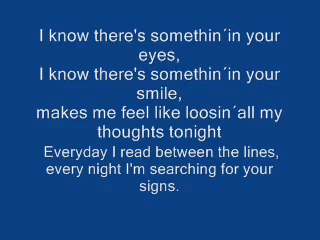 I know there's somethin´in your
eyes,
I know there's somethin´in your
smile,
makes me feel like loosin´all my
thoughts tonight
Everyday I read between the lines,
every night I'm searching for your
signs.